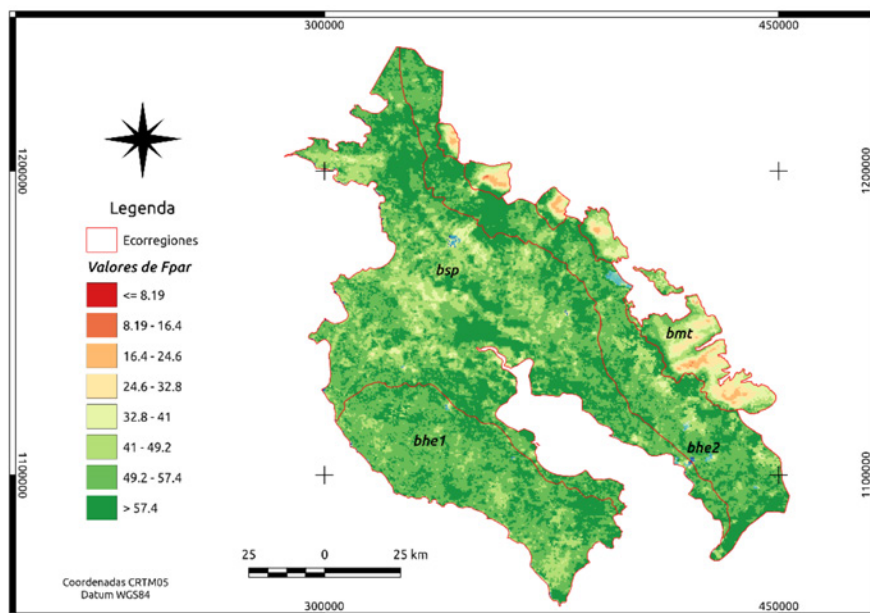 300000
450000
1200000
1200000
Legenda
Ecorregiones
Valores de Fpar
<= 8.19
8.19 - 16.4
16.4 - 24.6
24.6 - 32.8
32.8 - 41
41 - 49.2
49.2 - 57.4
> 57.4
bsp
bmt
bhe1
bhe2
1100000
1100000
25
0
25 km
Coordenadas CRTM05
Datum WGS84
300000
450000